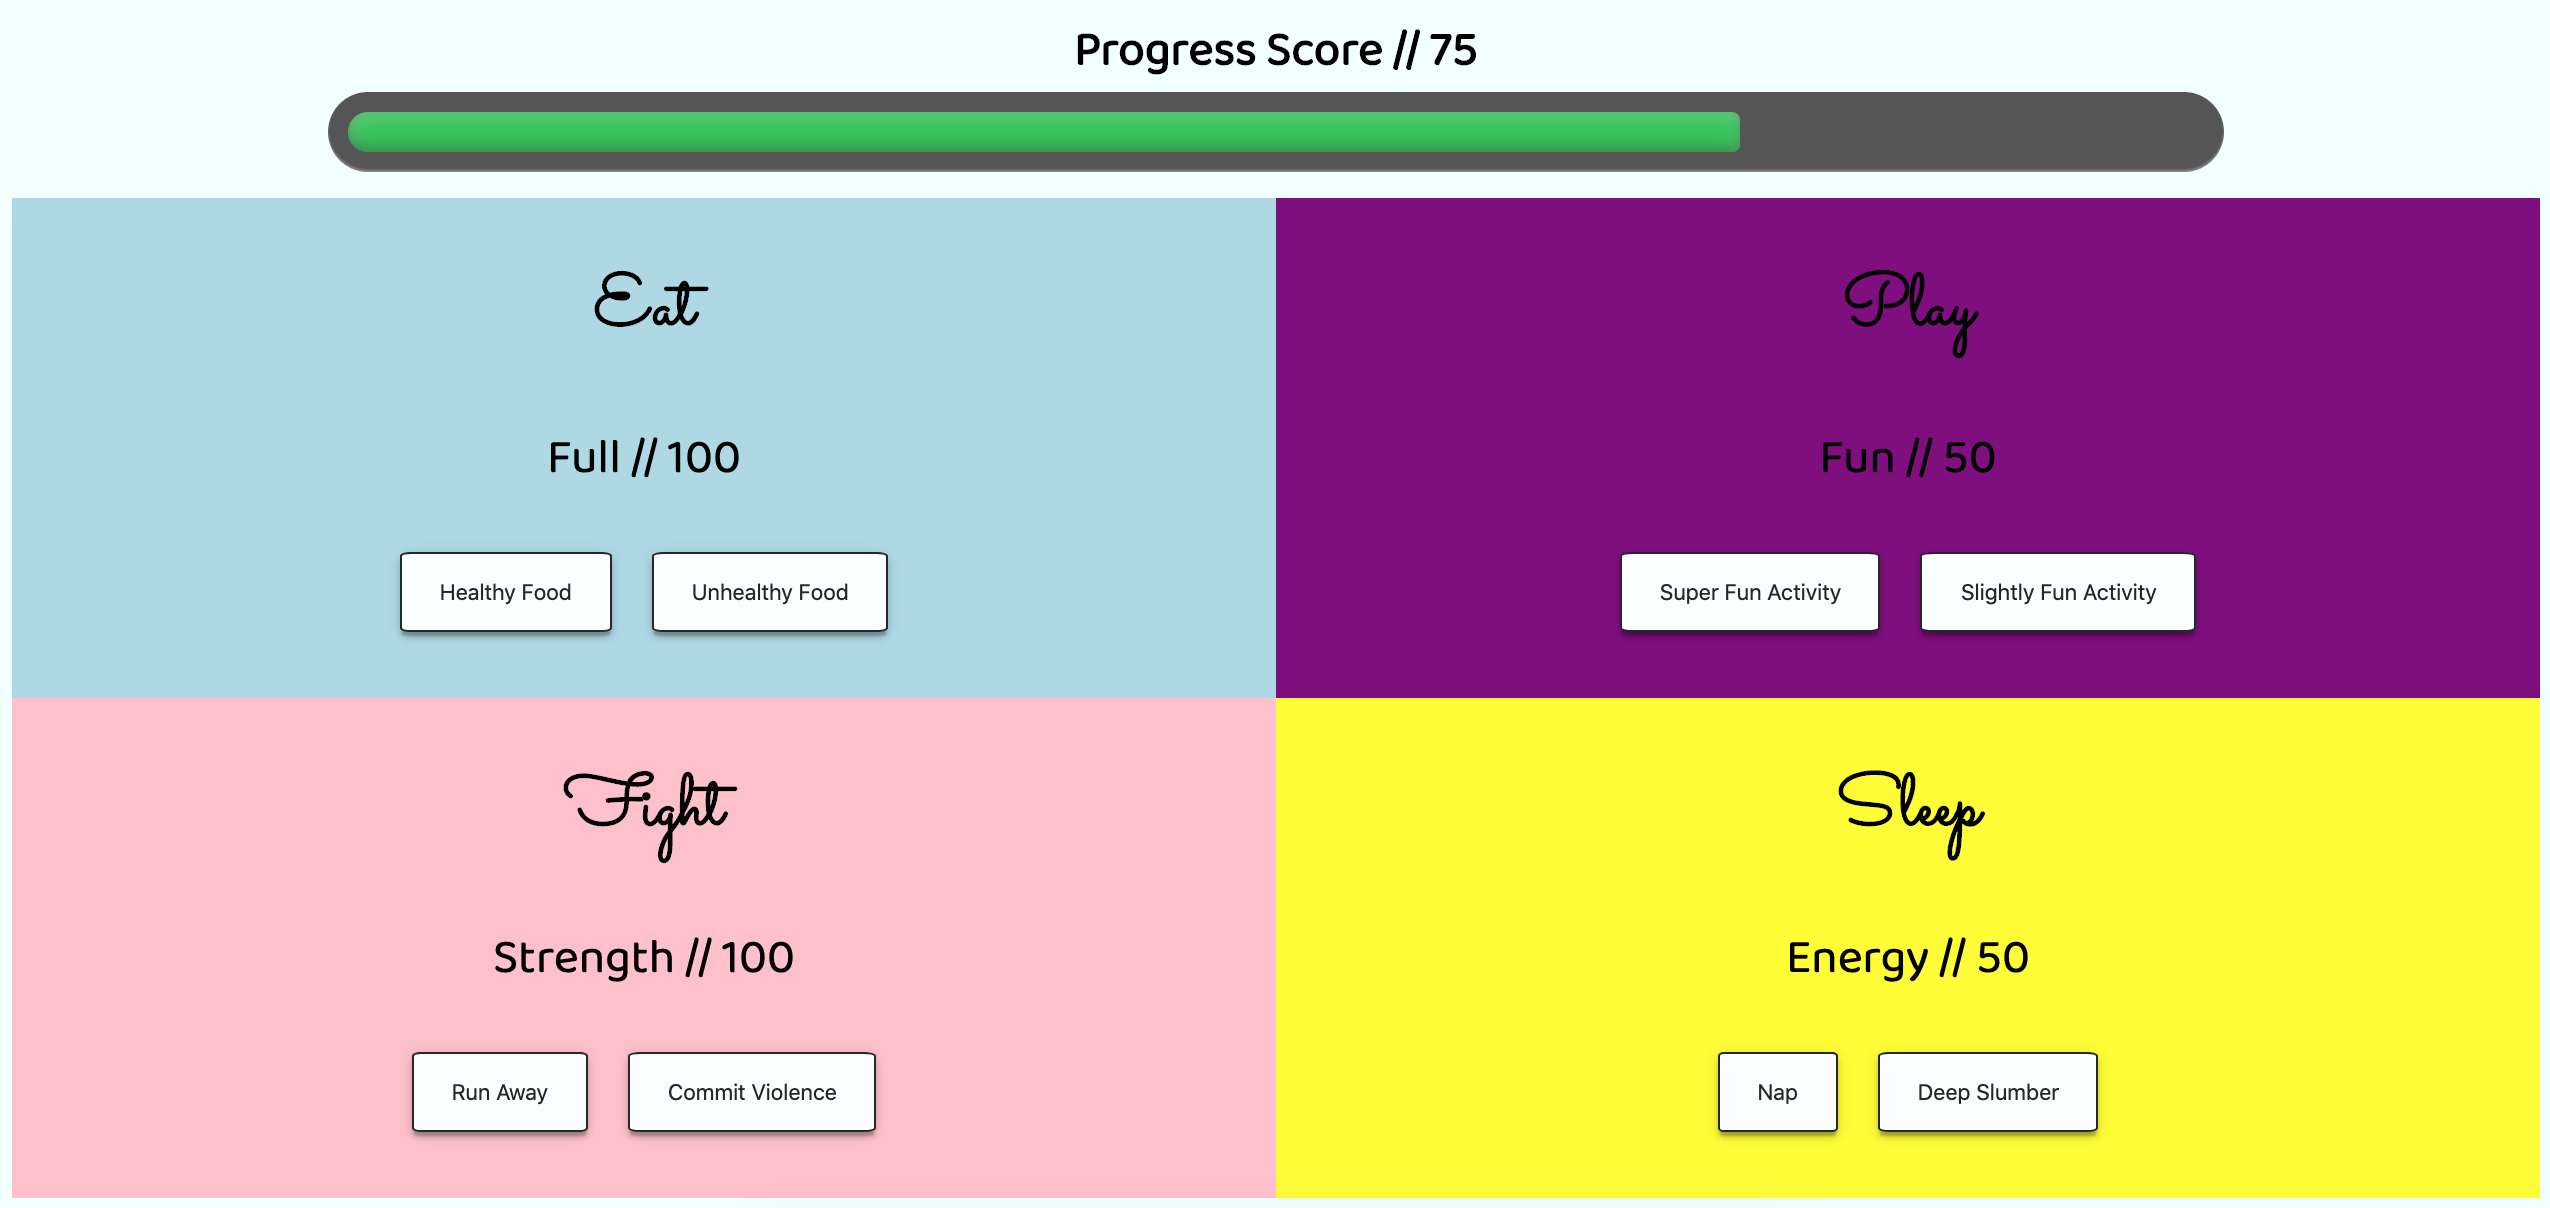 Progress Score // 75
Eat
Full // 100
Healthy Food
Unhealthy Food
Play
Fun // 50
Super Fun Activity
Slightly Fun Activity
Fight
Strength // 100
Run Away
Commit Violence
Sleep
Energy // 50
Nap
Deep Slumber